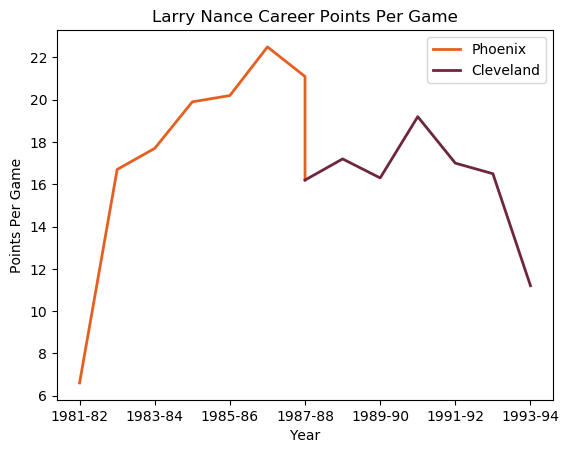 Larry Nance Career Points Per Game
Phoenix
Cleveland
Points Per Game
22
20
18
16
14
12
10
8
6
1981-82 1983-84 1985-86 1987-88 1989-90 1991-92 1993-94
Year